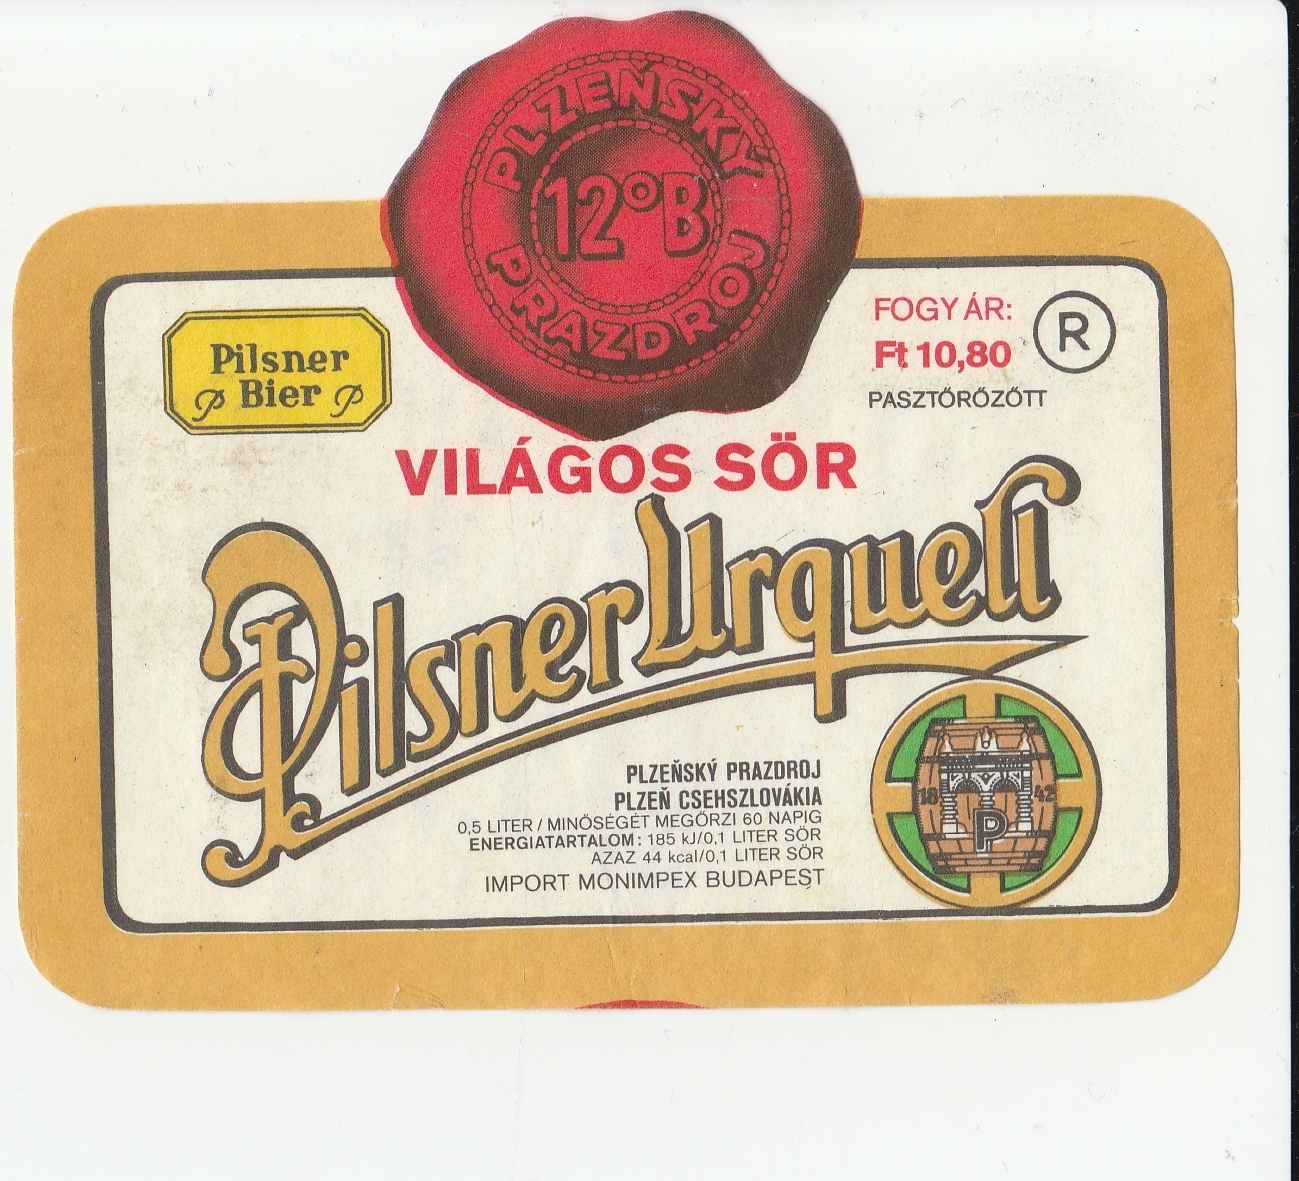 PLZEŇSKÝ
12°B
PRAZDROJ
Pilsner
P Bier P
FOGY ÁR:
Ft 10,80
R
PASZTŐRŐZŐTT
VILÁGOS SÖR
Pilsner Urquell
PLZEŇSKÝ PRAZDROJ
PLZEŇ CSEHSZLOVÁKIA
0,5 LITER / MINŐSÉGÉT MEGŐRZI 60 NAPIG
ENERGIATARTALOM: 185 kJ/0,1 LITER SÖR
AZAZ 44 kcal/0,1 LITER SÖR
IMPORT MONIMPEX BUDAPEST
18 42
P